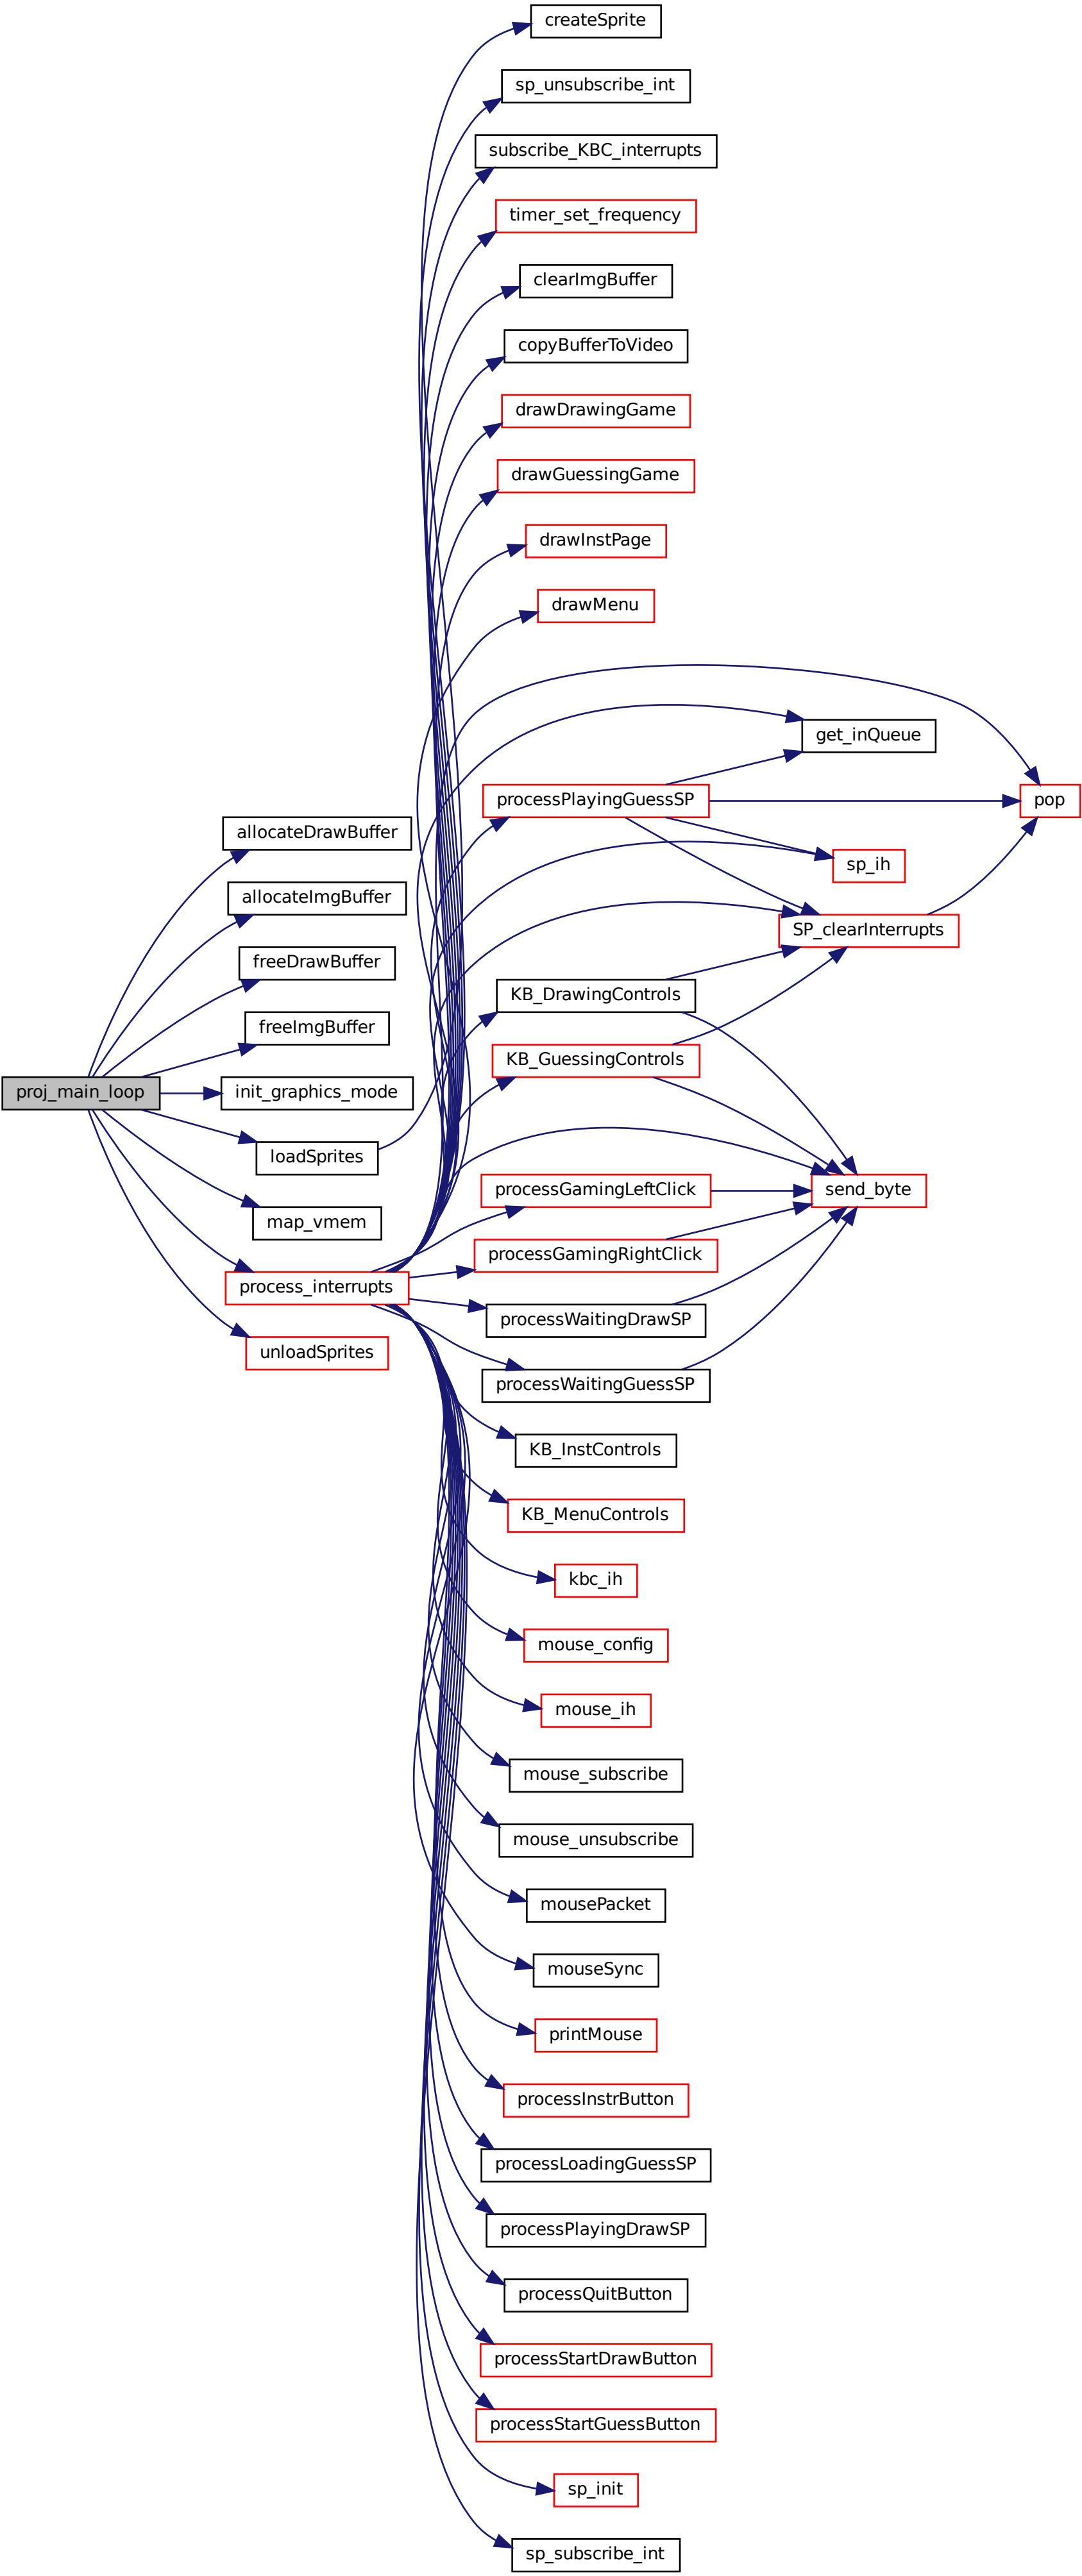 createSprite
sp_unsubscribe_int
subscribe_KBC_interrupts
timer_set_frequency
clearImgBuffer
copyBufferToVideo
drawDrawingGame
drawGuessingGame
drawInstPage
drawMenu
get_inQueue
processPlayingGuessSP
pop
allocateDrawBuffer
sp_ih
allocateImgBuffer
SP_clearInterrupts
freeDrawBuffer
KB_DrawingControls
freeImgBuffer
KB_GuessingControls
proj_main_loop
init_graphics_mode
loadSprites
processGamingLeftClick
send_byte
map_vmem
processGamingRightClick
process_interrupts
processWaitingDrawSP
unloadSprites
processWaitingGuessSP
KB_InstControls
KB_MenuControls
kbc_ih
mouse_config
mouse_ih
mouse_subscribe
mouse_unsubscribe
mousePacket
mouseSync
printMouse
processInstrButton
processLoadingGuessSP
processPlayingDrawSP
processQuitButton
processStartDrawButton
processStartGuessButton
sp_init
sp_subscribe_int